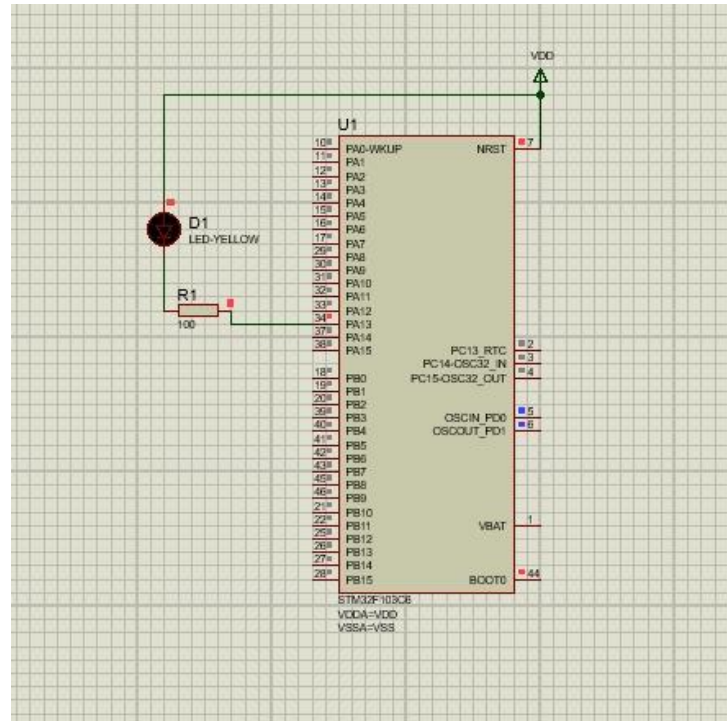 VDD
U1
10 PA0-WKUP NRST 7
11 PA1
12 PA2
13 PA3
14 PA4
15 PA5
16 PA6
17 PA7
29 PA8
30 PA9
31 PA10
32 PA11
33 PA12
34 PA13
37 PA14
38 PA15
D1
LED-YELLOW
R1
100
PC13_RTC 2
PC14-OSC32_IN 3
PC15-OSC32_OUT 4
18 PB0
19 PB1
20 PB2
39 PB3
40 PB4
41 PB5
42 PB6
43 PB7
45 PB8
46 PB9
21 PB10
22 PB11
25 PB12
26 PB13
27 PB14
28 PB15
OSCIN_PD0 5
OSCOUT_PD1 6
VBAT 1
BOOT0 44
STM32F103C6
VDDA=VDD
VSSA=VSS